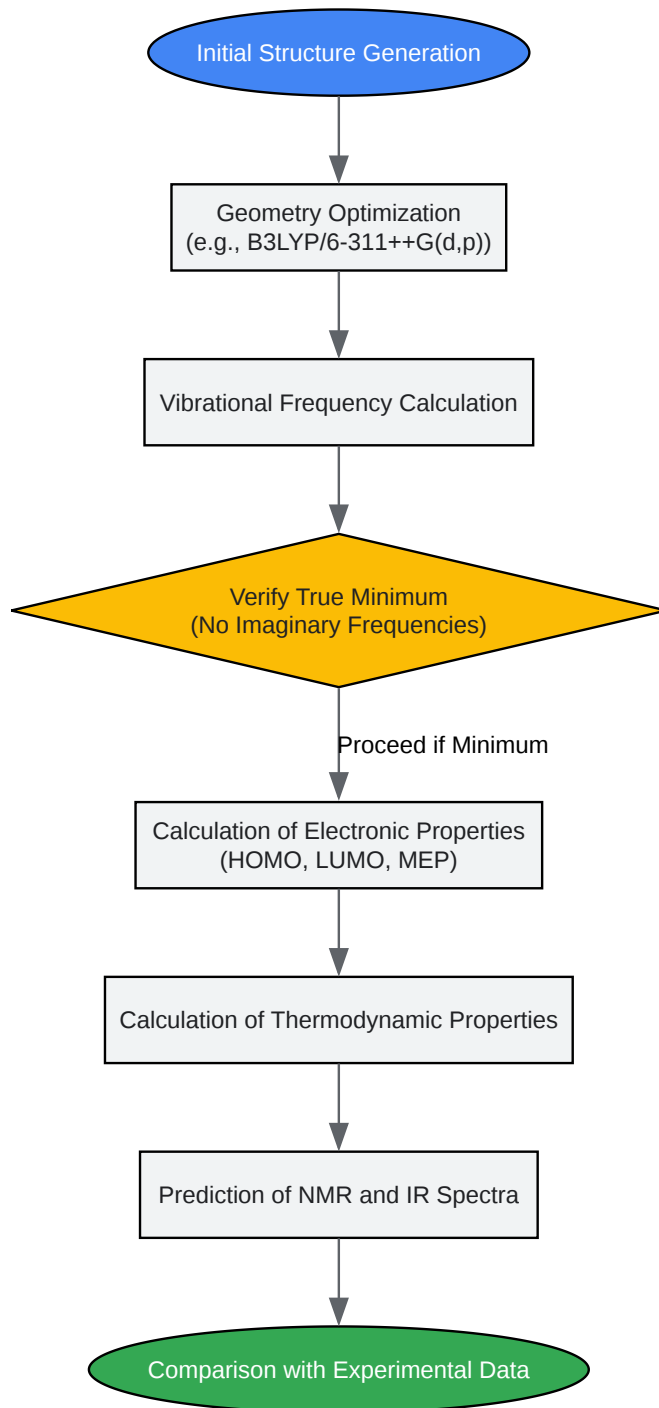 Initial Structure Generation
Geometry Optimization
(e.g., B3LYP/6-311++G(d,p))
Vibrational Frequency Calculation
Verify True Minimum
(No Imaginary Frequencies)
Proceed if Minimum
Calculation of Electronic Properties
(HOMO, LUMO, MEP)
Calculation of Thermodynamic Properties
Prediction of NMR and IR Spectra
Comparison with Experimental Data